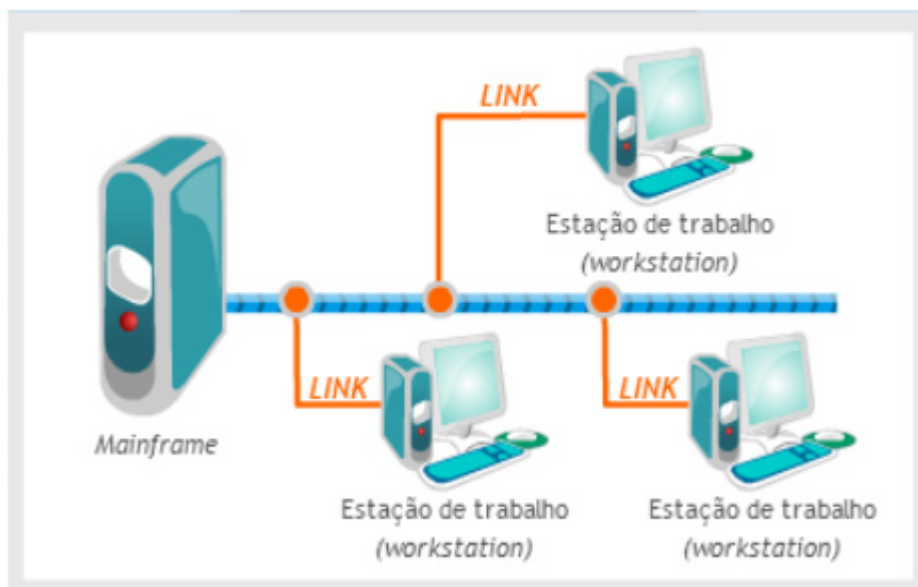 LINK
Estação de trabalho
(workstation)
Mainframe
LINK
LINK
Estação de trabalho
(workstation)
Estação de trabalho
(workstation)